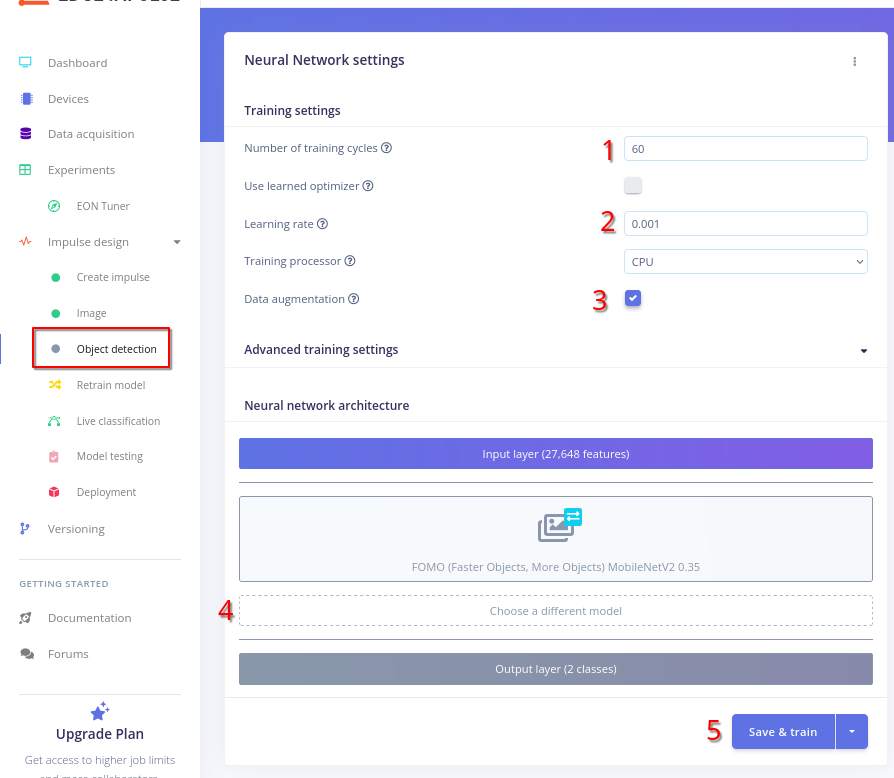 Dashboard
Devices
Data acquisition
Experiments
EON Tuner
Impulse design
Create impulse
Image
Object detection
Retrain model
Live classification
Model testing
Deployment
Versioning
GETTING STARTED
Documentation
Forums
Upgrade Plan
Get access to higher job limits
Neural Network settings
Training settings
Number of training cycles ? 1 60
Use learned optimizer ?
Learning rate ? 2 0.001
Training processor ? CPU
Data augmentation ? 3
Advanced training settings
Neural network architecture
Input layer (27,648 features)
FOMO (Faster Objects, More Objects) MobileNetV2 0.35
4 Choose a different model
Output layer (2 classes)
5 Save & train